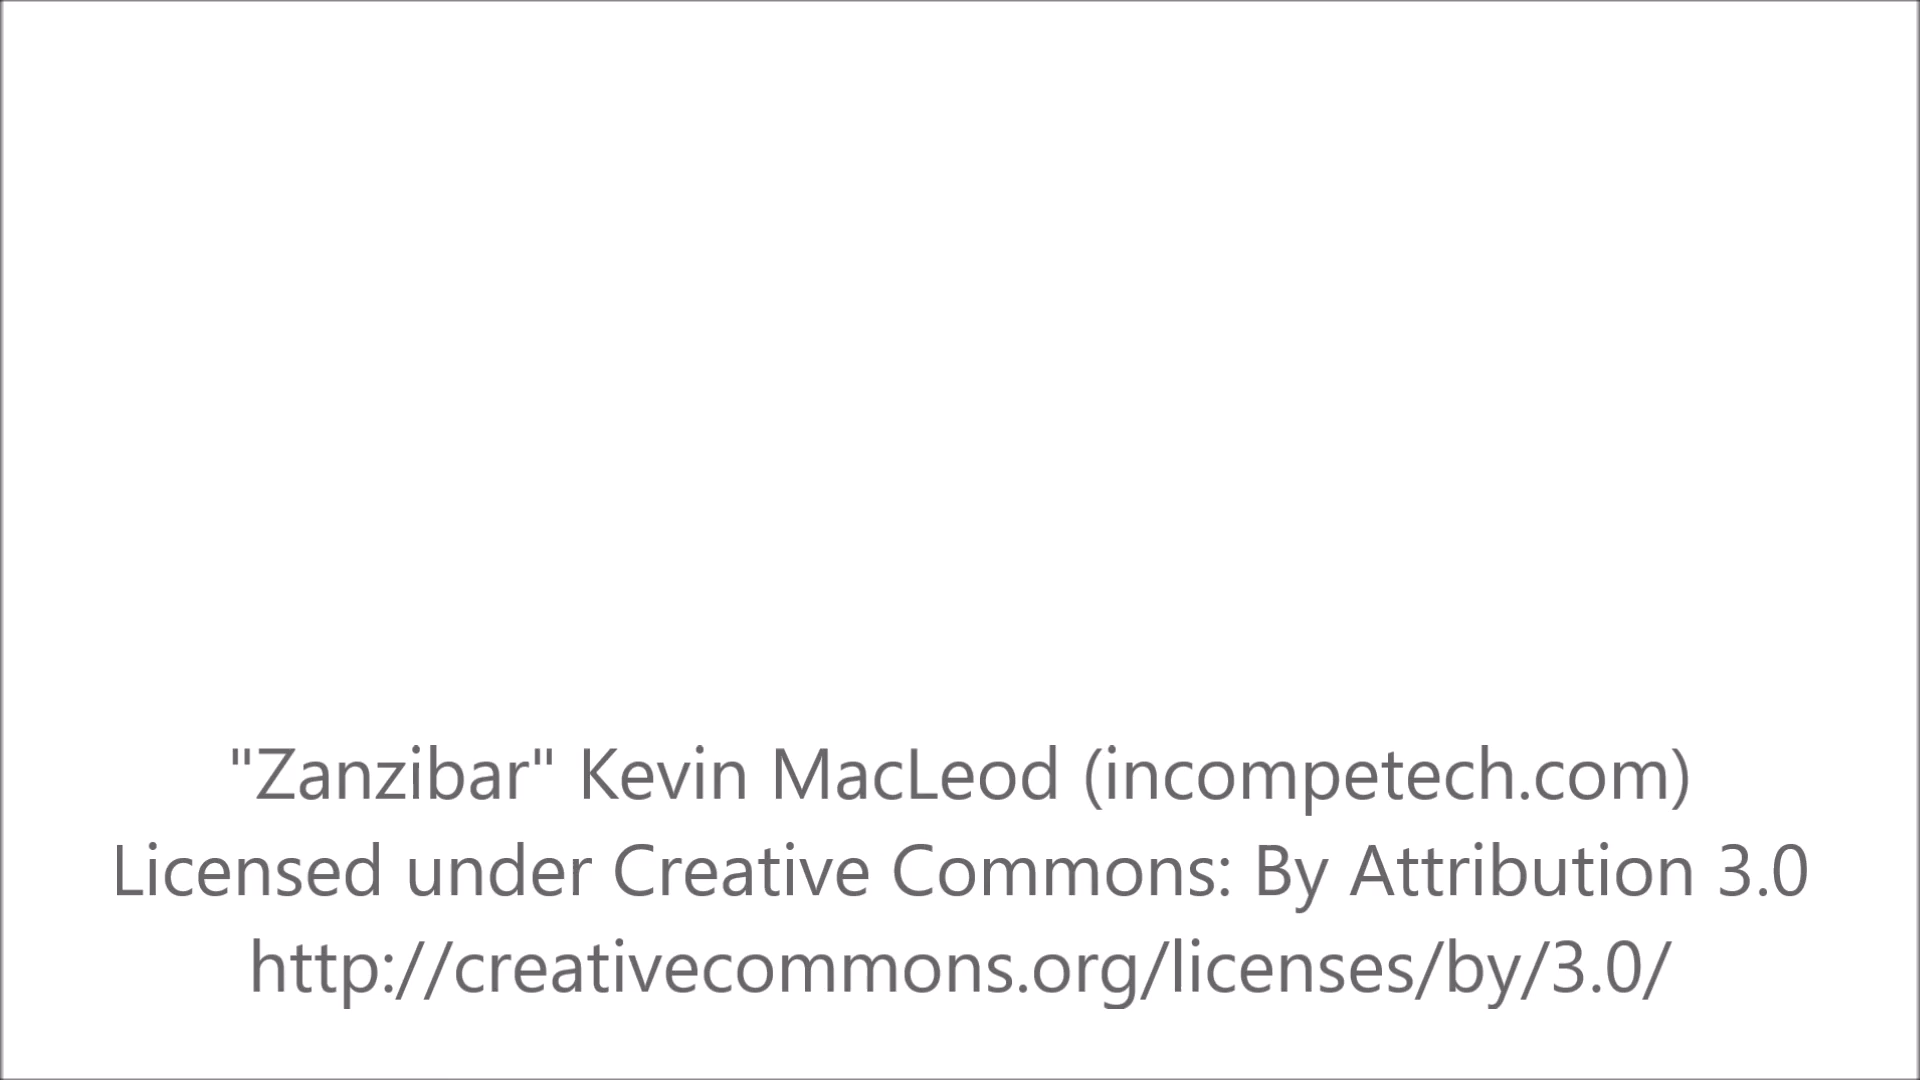 "Zanzibar" Kevin MacLeod (incompetech.com)
Licensed under Creative Commons: By Attribution 3.0
http://creativecommons.org/licenses/by/3.0/